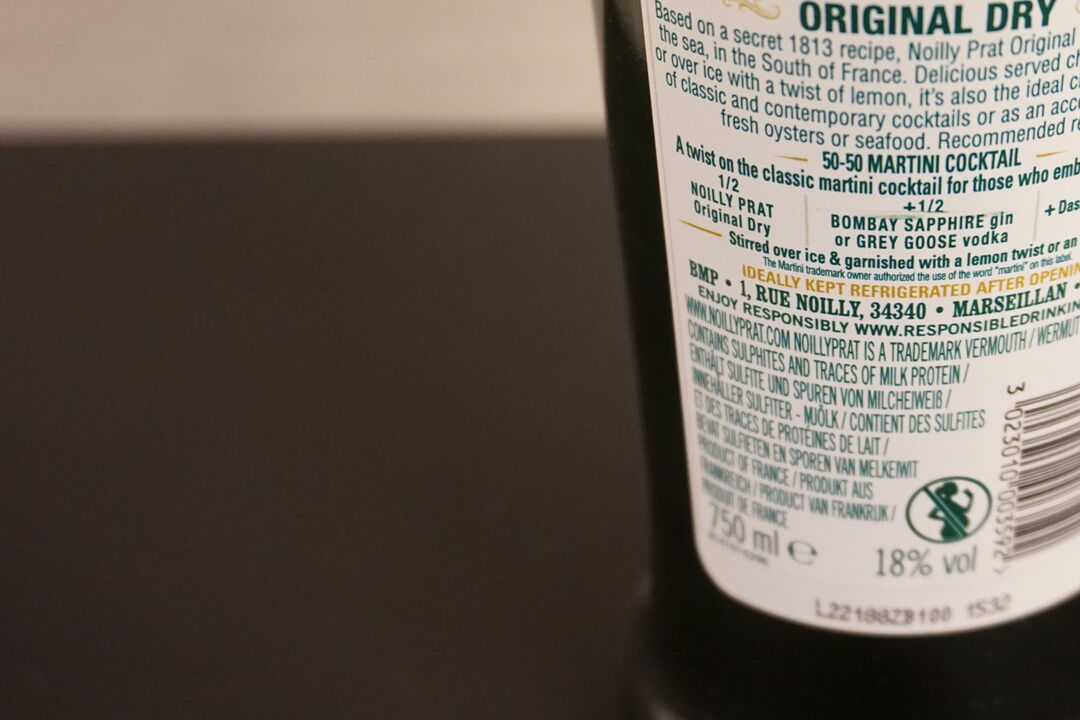 ORIGINAL DRY
Based on a secret 1813 recipe, Noilly Prat Original
the sea, in the South of France. Delicious served
or over ice with a twist of lemon, it's also the ideal
of classic and contemporary cocktails or as an
fresh oysters or seafood. Recommended
50-50 MARTINI COCKTAIL
A twist on the classic martini cocktail for those who
1/2
NOILLY PRAT
Original Dry
+1/2
BOMBAY SAPPHIRE gin
or GREY GOOSE vodka
+ Das
Stirred over ice & garnished with a lemon twist or an
The Martini trademark owner authorized the use of the word "martini" on this label.
IDEALLY KEPT REFRIGERATED AFTER OPENIN
BMP • 1, RUE NOILLY, 34340 • MARSEILLAN •
ENJOY RESPONSIBLY WWW.RESPONSIBLEDRINKIN
WWW.NOILLYPRAT.COM NOILLYPRAT IS A TRADEMARK VERMOUTH / WERMUT
CONTAINS SULPHITES AND TRACES OF MILK PROTEIN /
ENTHÄLT SULFITE UND SPUREN VON MILCHEIWEIß /
INNEHÅLLER SULFITER - MJÖLK / CONTIENT DES SULFITES
ET DES TRACES DE PROTÉINES DE LAIT /
BEVAT SULFIETEN EN SPOREN VAN MELKEIWIT
PRODUCT OF FRANCE / PRODUKT AUS
FRANKREICH / PRODUCT VAN FRANKRIJK /
PRODUIT DE FRANCE
750 ml e
18% vol
3 023010 003592